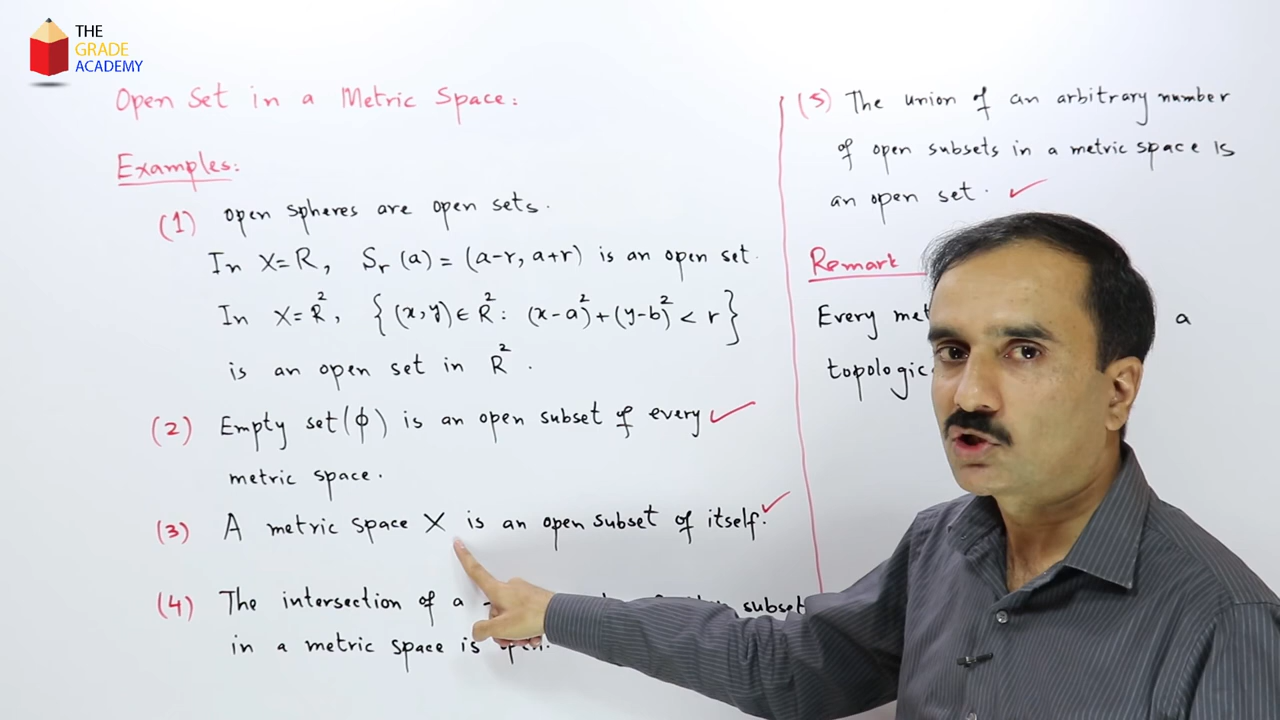 THE
GRADE
ACADEMY
Open Set in a Metric Space:
Examples:
(1) Open spheres are open sets.
In X=R, Sᵣ(a) = (a-r, a+r) is an open set.
In X=R², {(x,y)∈R²: (x-a)²+(y-b)² < r}
is an open set in R².
(2) Empty set(ϕ) is an open subset of every ✓
metric space.
(3) A metric space X is an open subset of itself. ✓
(4) The intersection of a subset
in a metric space is open.
(5) The union of an arbitrary number
of open subsets in a metric space is
an open set. ✓
Remark
Every a